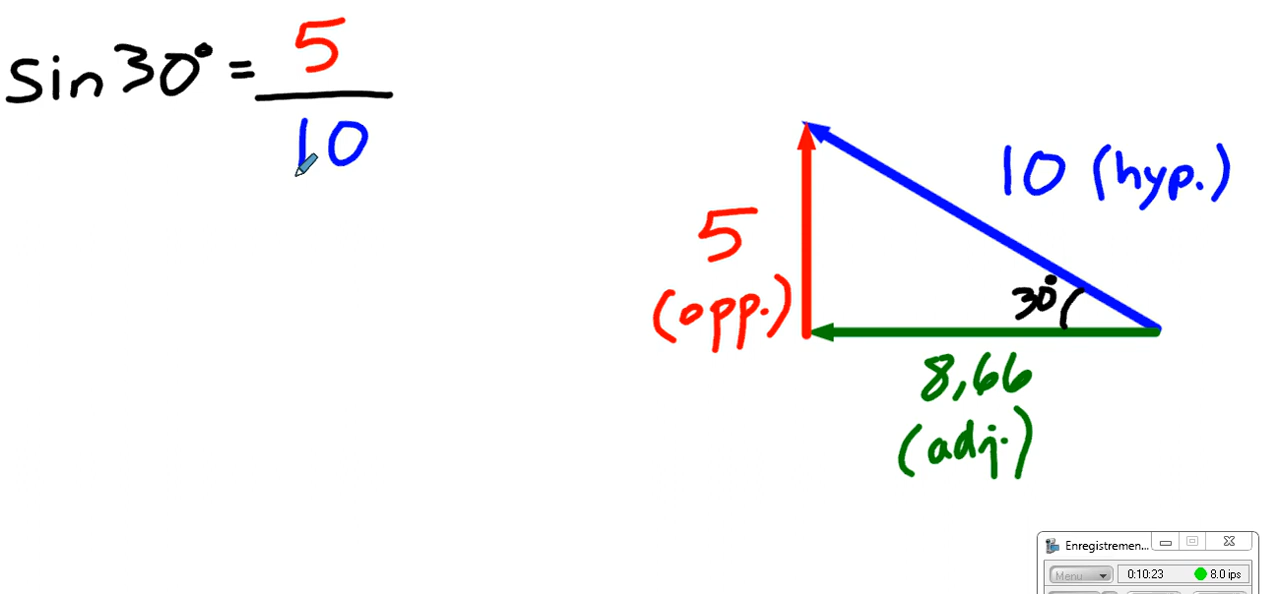 sin 30° = 5
10
10 (hyp.)
5
(opp.)
30°
8,66
(adj.)
Enregistremen...
Menu 0:10:23 8.0 ips